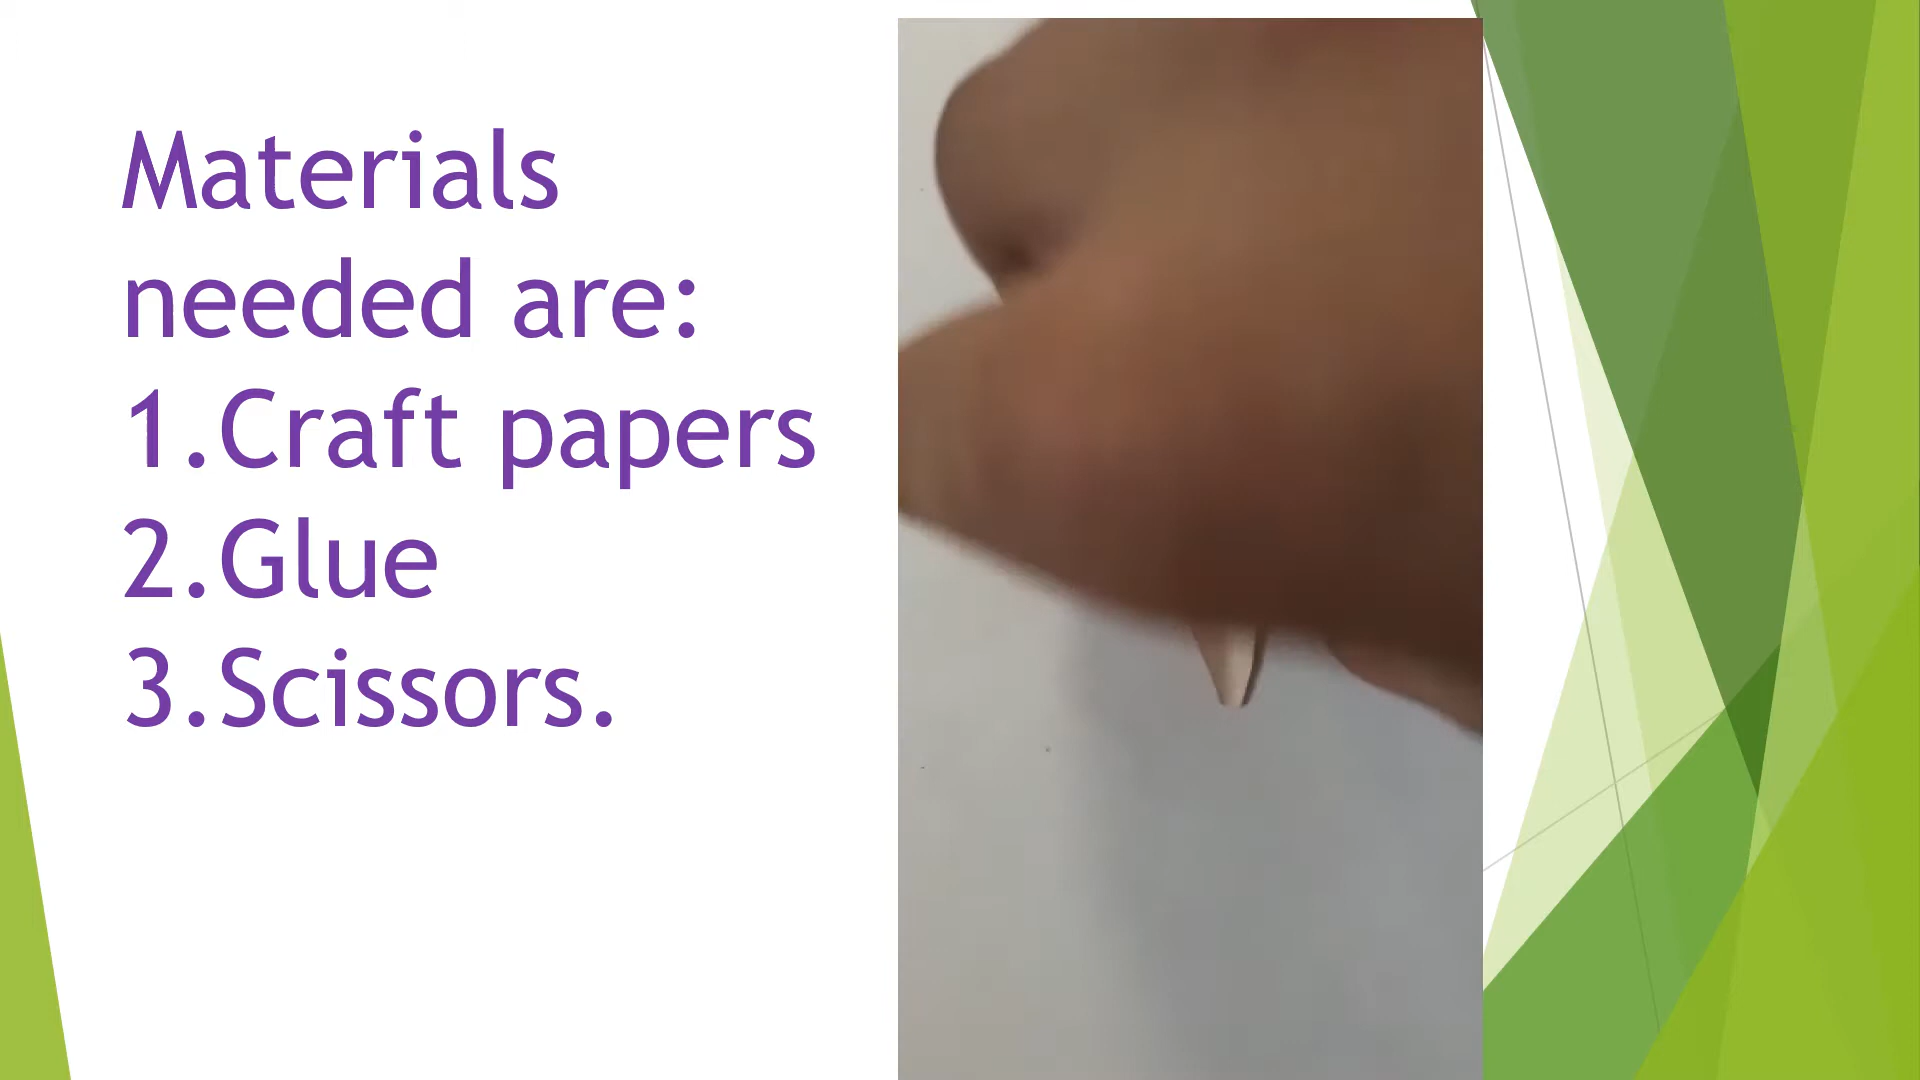 Materials
needed are:
1.Craft papers
2.Glue
3.Scissors.